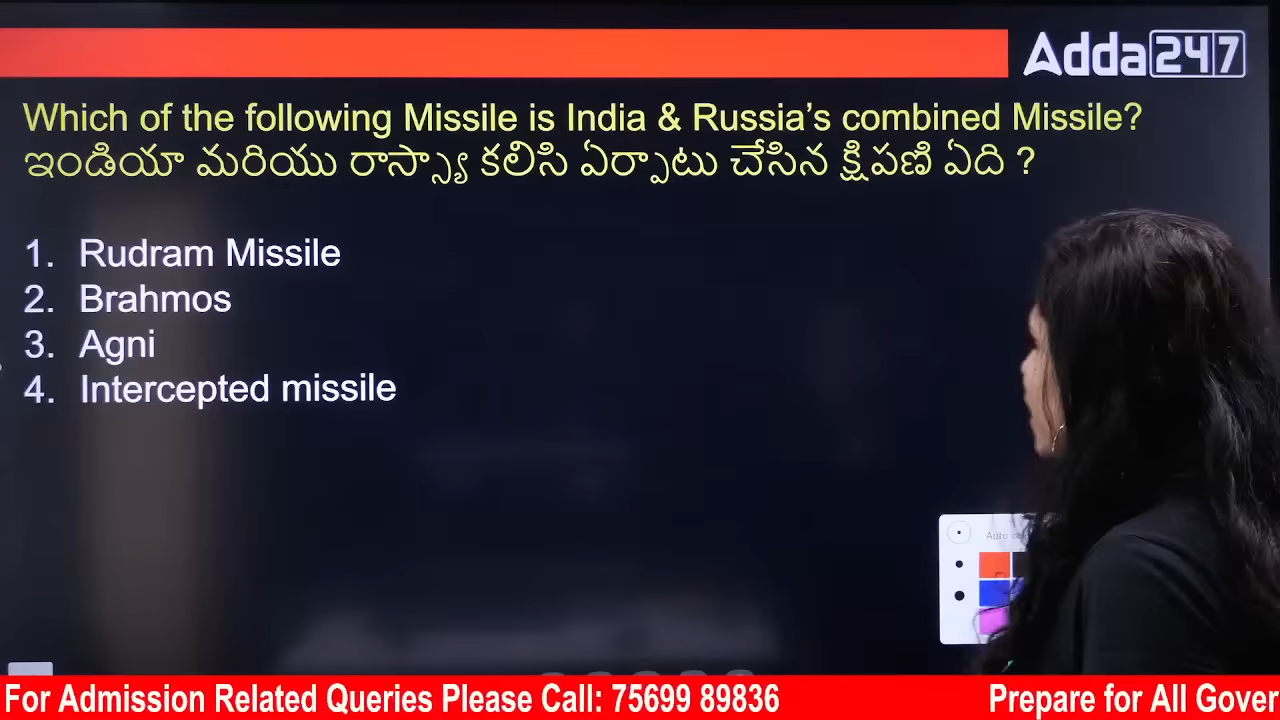 Adda247
Which of the following Missile is India & Russia's combined Missile?
ఇండియా మరియు రాస్స్యా కలిసి ఏర్పాటు చేసిన క్షిపణి ఏది ?
1. Rudram Missile
2. Brahmos
3. Agni
4. Intercepted missile
For Admission Related Queries Please Call: 75699 89836
Prepare for All Gover